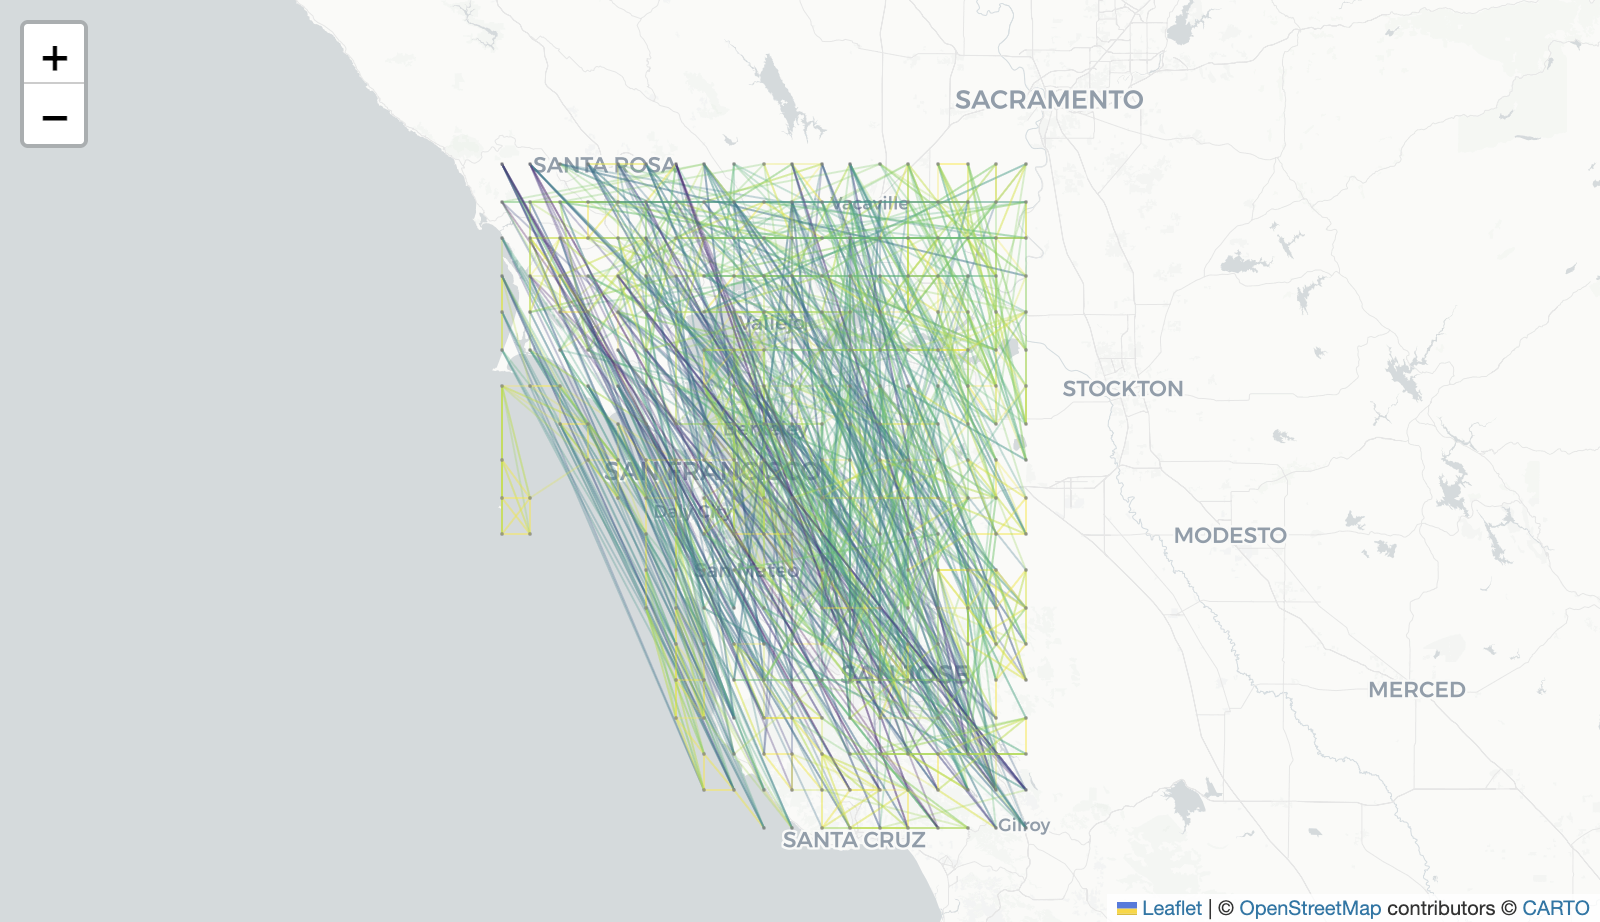 +
−
SACRAMENTO
SANTA ROSA
Vacaville
Vallejo
STOCKTON
Berkeley
SAN FRANCISCO
Daly City
MODESTO
San Mateo
SAN JOSE
MERCED
Gilroy
SANTA CRUZ
Leaflet | © OpenStreetMap contributors © CARTO